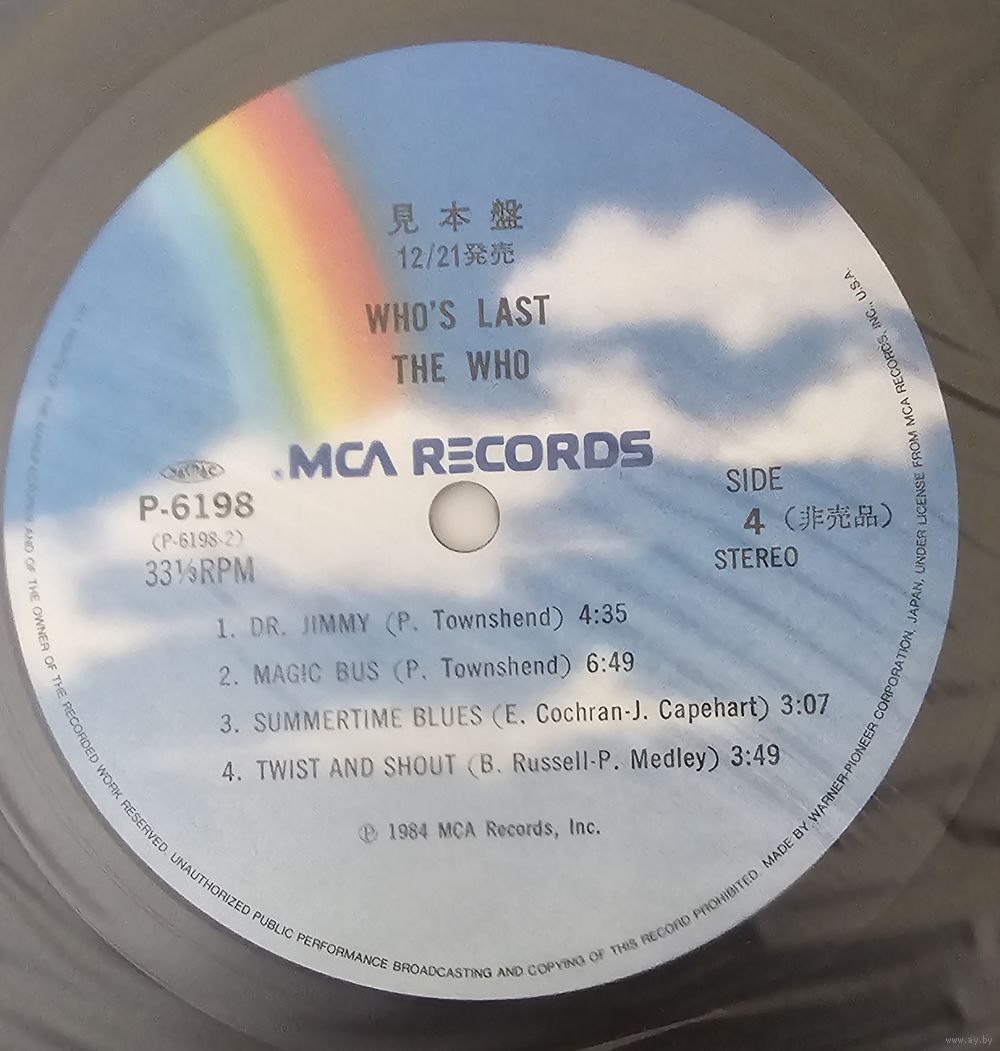 見本盤
12/21発売
WHO'S LAST
THE WHO
MCA RECORDS
JASRAC
P-6198
(P-6198-2)
33⅓RPM
SIDE
4 (非売品)
STEREO
1. DR. JIMMY (P. Townshend) 4:35
2. MAGIC BUS (P. Townshend) 6:49
3. SUMMERTIME BLUES (E. Cochran-J. Capehart) 3:07
4. TWIST AND SHOUT (B. Russell-P. Medley) 3:49
Ⓟ 1984 MCA Records, Inc.
AND OF THE OWNER OF THE RECORDED WORK RESERVED. UNAUTHORIZED PUBLIC PERFORMANCE BROADCASTING AND COPYING OF THIS RECORD PROHIBITED. MADE BY WARNER-PIONEER CORPORATION, JAPAN, UNDER LICENSE FROM MCA RECORDS, INC., U.S.A.
www.ay.by